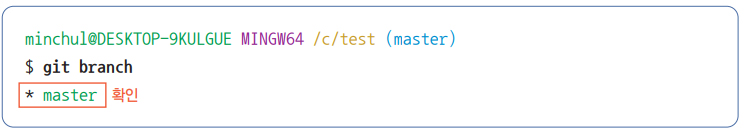 minchul@DESKTOP-9KULGUE MINGW64 /c/test (master)
$ git branch
* master 확인